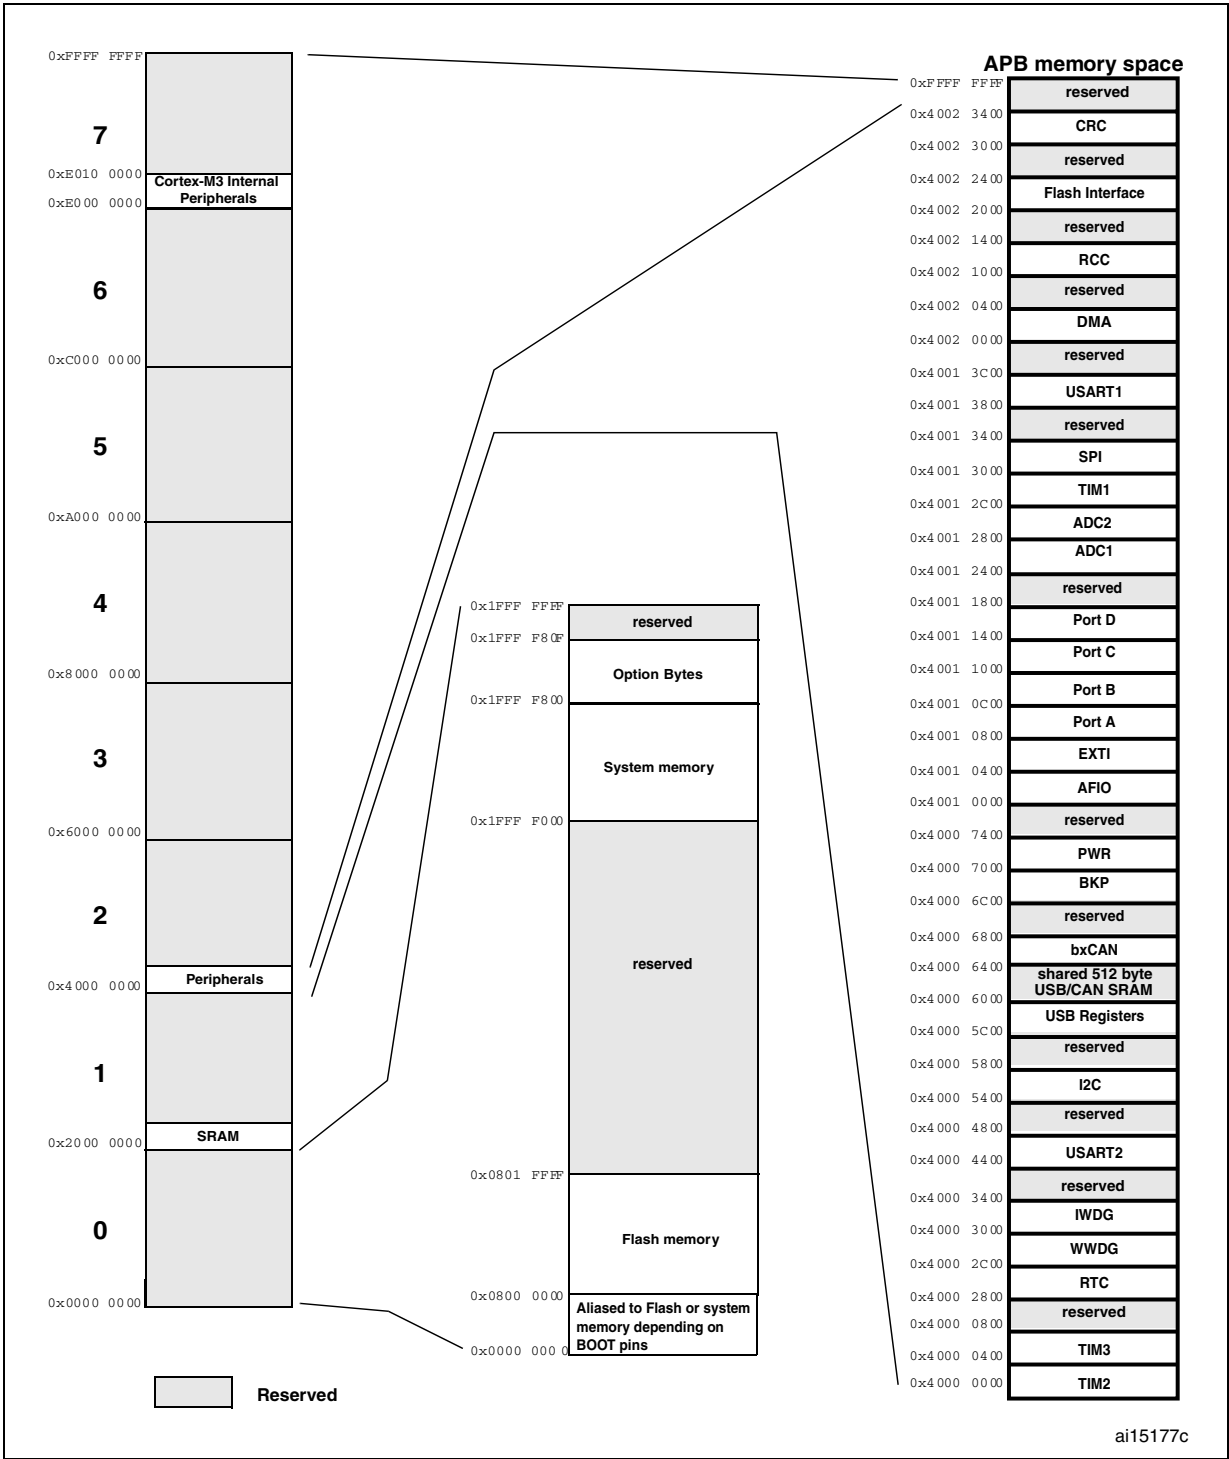 0xFFFF FFFF
7
0xE010 0000
Cortex-M3 Internal
Peripherals
0xE000 0000
6
0xC000 0000
5
0xA000 0000
4
0x8000 0000
3
0x6000 0000
2
Peripherals
0x4000 0000
1
SRAM
0x2000 0000
0
0x0000 0000
Reserved
0x1FFF FFFF
reserved
0x1FFF F80F
Option Bytes
0x1FFF F800
System memory
0x1FFF F000
reserved
0x0801 FFFF
Flash memory
0x0800 0000
Aliased to Flash or system
memory depending on
BOOT pins
0x0000 0000
APB memory space
0xFFFF FFFF
reserved
0x4002 3400
CRC
0x4002 3000
reserved
0x4002 2400
Flash Interface
0x4002 2000
reserved
0x4002 1400
RCC
0x4002 1000
reserved
0x4002 0400
DMA
0x4002 0000
reserved
0x4001 3C00
USART1
0x4001 3800
reserved
0x4001 3400
SPI
0x4001 3000
TIM1
0x4001 2C00
ADC2
0x4001 2800
ADC1
0x4001 2400
reserved
0x4001 1800
Port D
0x4001 1400
Port C
0x4001 1000
Port B
0x4001 0C00
Port A
0x4001 0800
EXTI
0x4001 0400
AFIO
0x4001 0000
reserved
0x4000 7400
PWR
0x4000 7000
BKP
0x4000 6C00
reserved
0x4000 6800
bxCAN
0x4000 6400
shared 512 byte
USB/CAN SRAM
0x4000 6000
USB Registers
0x4000 5C00
reserved
0x4000 5800
I2C
0x4000 5400
reserved
0x4000 4800
USART2
0x4000 4400
reserved
0x4000 3400
IWDG
0x4000 3000
WWDG
0x4000 2C00
RTC
0x4000 2800
reserved
0x4000 0800
TIM3
0x4000 0400
TIM2
0x4000 0000
ai15177c